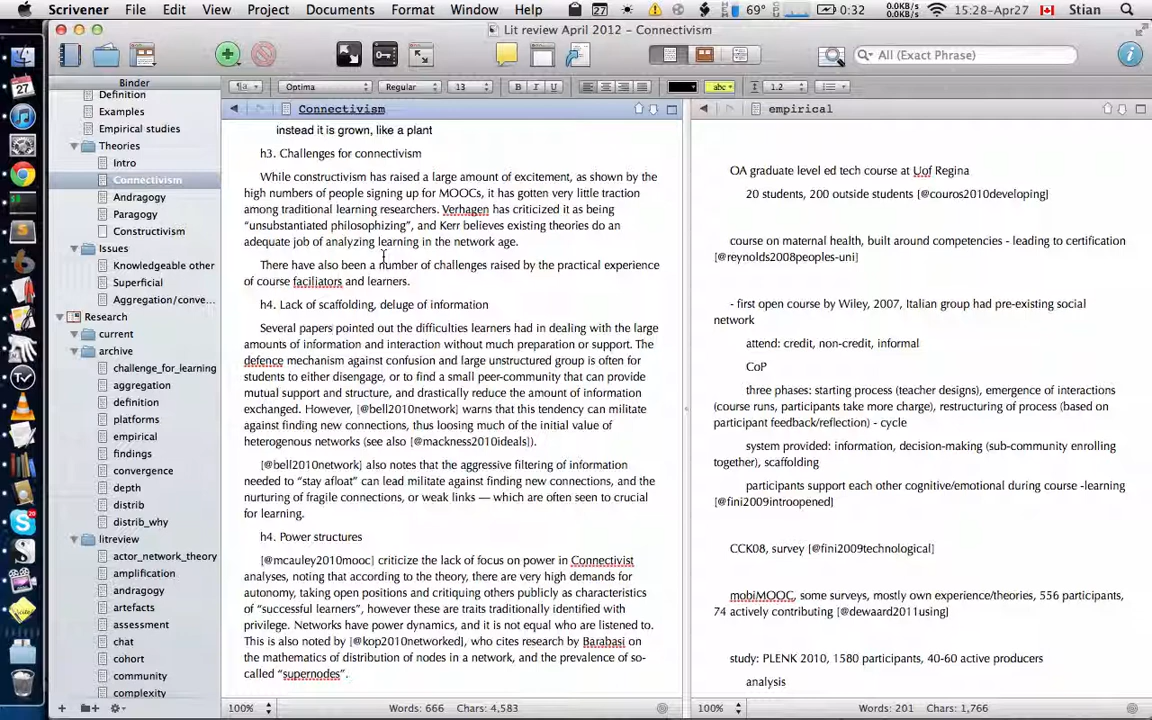 Scrivener File Edit View Project Documents Format Window Help 27 69° 0:32 0.0KB/s 0.0KB/s 15:28-Apr27 Stian
Lit review April 2012 - Connectivism
All (Exact Phrase)
Binder
Optima Regular 13 B I U abc 1.2
Definition
Examples
Empirical studies
Theories
Intro
Connectivism
Andragogy
Paragogy
Constructivism
Issues
Knowledgeable other
Superficial
Aggregation/conve...
Research
current
archive
challenge_for_learning
aggregation
definition
platforms
empirical
findings
convergence
depth
distrib
distrib_why
litreview
actor_network_theory
amplification
andragogy
artefacts
assessment
chat
cohort
community
complexity
Connectivism
instead it is grown, like a plant
h3. Challenges for connectivism
While constructivism has raised a large amount of excitement, as shown by the
high numbers of people signing up for MOOCs, it has gotten very little traction
among traditional learning researchers. Verhagen has criticized it as being
“unsubstantiated philosophizing”, and Kerr believes existing theories do an
adequate job of analyzing learning in the network age.
There have also been a number of challenges raised by the practical experience
of course faciliators and learners.
h4. Lack of scaffolding, deluge of information
Several papers pointed out the difficulties learners had in dealing with the large
amounts of information and interaction without much preparation or support. The
defence mechanism against confusion and large unstructured group is often for
students to either disengage, or to find a small peer-community that can provide
mutual support and structure, and drastically reduce the amount of information
exchanged. However, [@bell2010network] warns that this tendency can militate
against finding new connections, thus loosing much of the initial value of
heterogenous networks (see also [@mackness2010ideals]).
[@bell2010network] also notes that the aggressive filtering of information
needed to “stay afloat” can lead militate against finding new connections, and the
nurturing of fragile connections, or weak links — which are often seen to crucial
for learning.
h4. Power structures
[@mcauley2010mooc] criticize the lack of focus on power in Connectivist
analyses, noting that according to the theory, there are very high demands for
autonomy, taking open positions and critiquing others publicly as characteristics
of “successful learners”, however these are traits traditionally identified with
privilege. Networks have power dynamics, and it is not equal who are listened to.
This is also noted by [@kop2010networked], who cites research by Barabasi on
the mathematics of distribution of nodes in a network, and the prevalence of so-
called “supernodes”.
100% Words: 666 Chars: 4,583
empirical
OA graduate level ed tech course at Uof Regina
20 students, 200 outside students [@couros2010developing]
course on maternal health, built around competencies - leading to certification
[@reynolds2008peoples-uni]
- first open course by Wiley, 2007, Italian group had pre-existing social
network
attend: credit, non-credit, informal
CoP
three phases: starting process (teacher designs), emergence of interactions
(course runs, participants take more charge), restructuring of process (based on
participant feedback/reflection) - cycle
system provided: information, decision-making (sub-community enrolling
together), scaffolding
participants support each other cognitive/emotional during course -learning
[@fini2009introopened]
CCK08, survey [@fini2009technological]
mobiMOOC, some surveys, mostly own experience/theories, 556 participants,
74 actively contributing [@dewaard2011using]
study: PLENK 2010, 1580 participants, 40-60 active producers
analysis
100% Words: 201 Chars: 1,766